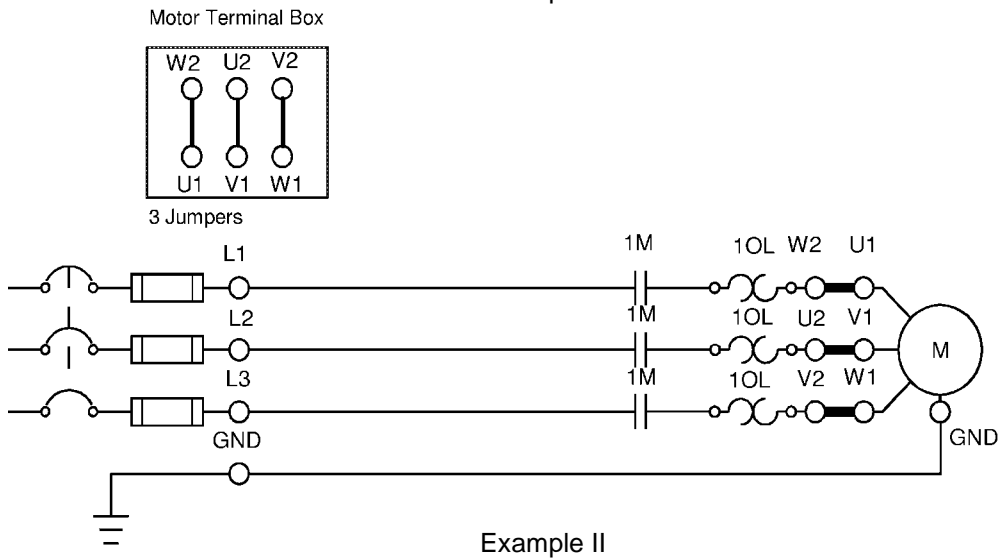 Motor Terminal Box
W2 U2 V2
U1 V1 W1
3 Jumpers
L1 1M 1OL W2 U1
L2 1M 1OL U2 V1
M
L3 1M 1OL V2 W1
GND GND
Example II